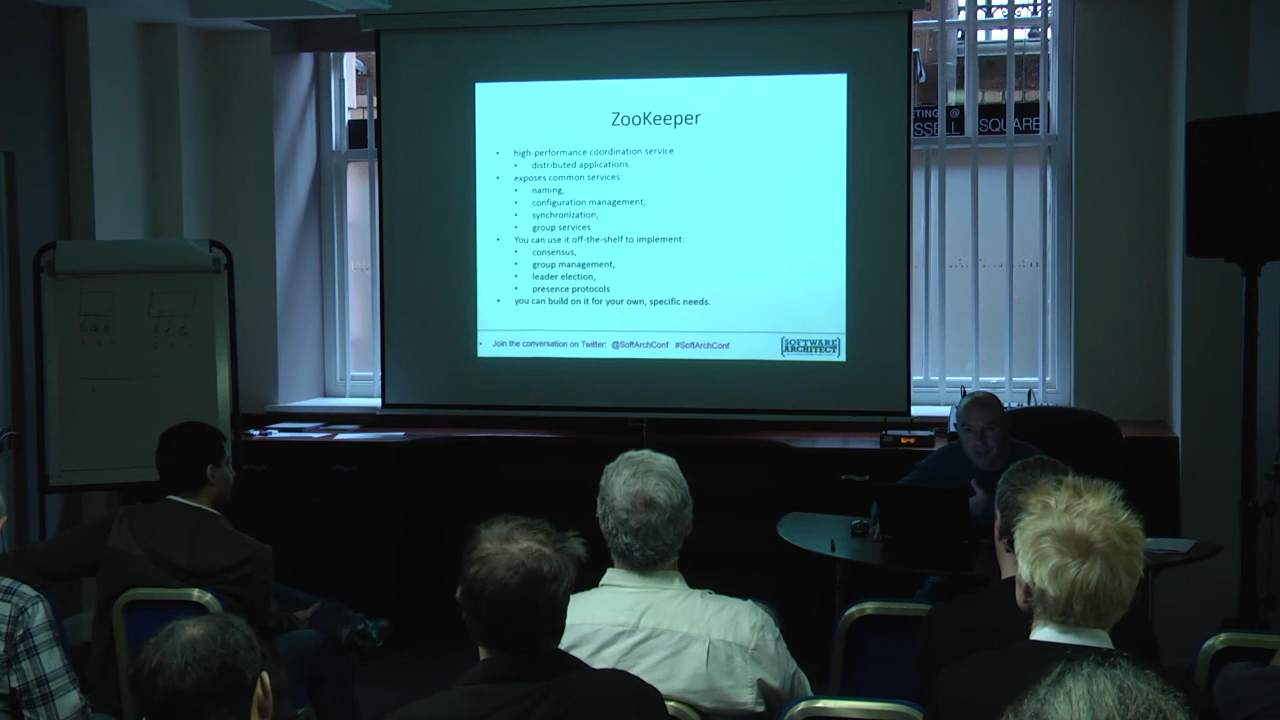 ZooKeeper
• high-performance coordination service
• distributed applications.
• exposes common services:
• naming,
• configuration management,
• synchronization,
• group services
• You can use it off-the-shelf to implement:
• consensus,
• group management,
• leader election,
• presence protocols
• you can build on it for your own, specific needs.
• Join the conversation on Twitter: @SoftArchConf #SoftArchConf
SOFTWARE
ARCHITECT
ETING @
SSELL SQUARE